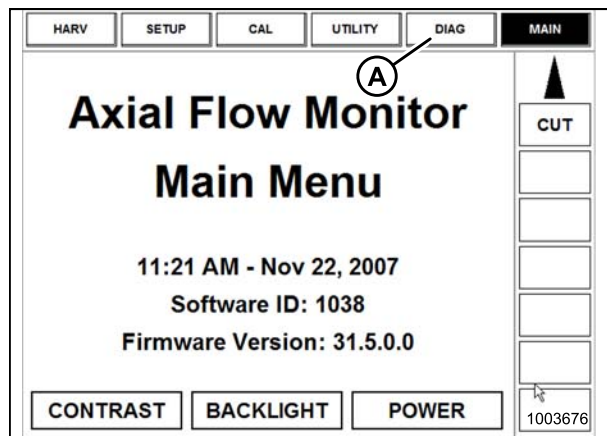 HARV SETUP CAL UTILITY DIAG MAIN
A
Axial Flow Monitor
CUT
Main Menu
11:21 AM - Nov 22, 2007
Software ID: 1038
Firmware Version: 31.5.0.0
CONTRAST BACKLIGHT POWER
1003676